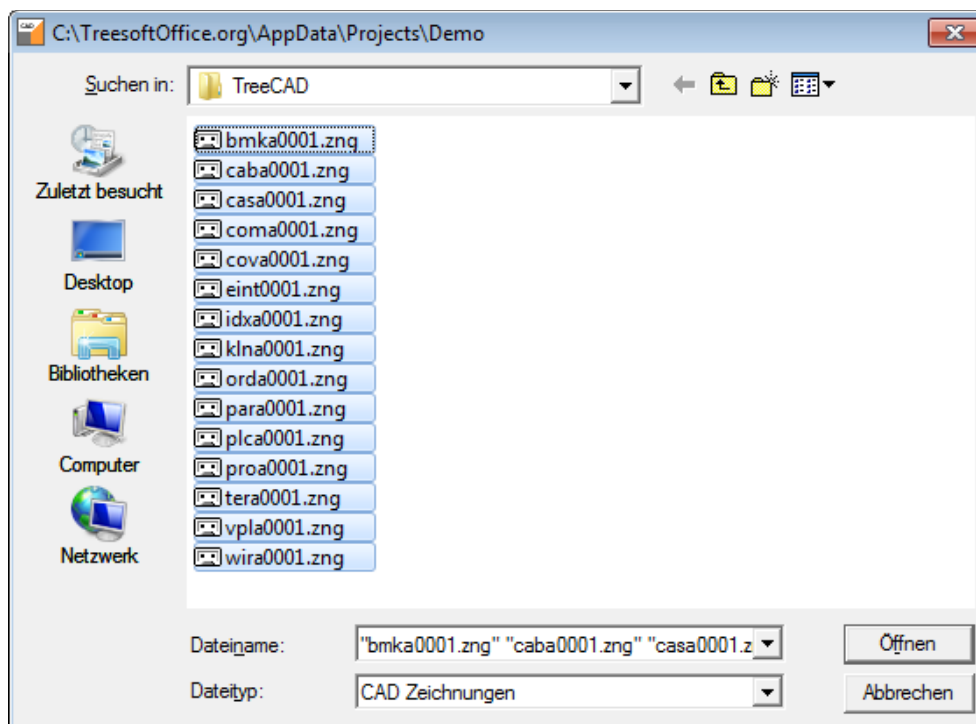 C:\TreesoftOffice.org\AppData\Projects\Demo
Suchen in: TreeCAD
Zuletzt besucht
Desktop
Bibliotheken
Computer
Netzwerk
bmka0001.zng
caba0001.zng
casa0001.zng
coma0001.zng
cova0001.zng
eint0001.zng
idxa0001.zng
klna0001.zng
orda0001.zng
para0001.zng
plca0001.zng
proa0001.zng
tera0001.zng
vpla0001.zng
wira0001.zng
Dateiname: "bmka0001.zng" "caba0001.zng" "casa0001.z Öffnen
Dateityp: CAD Zeichnungen Abbrechen